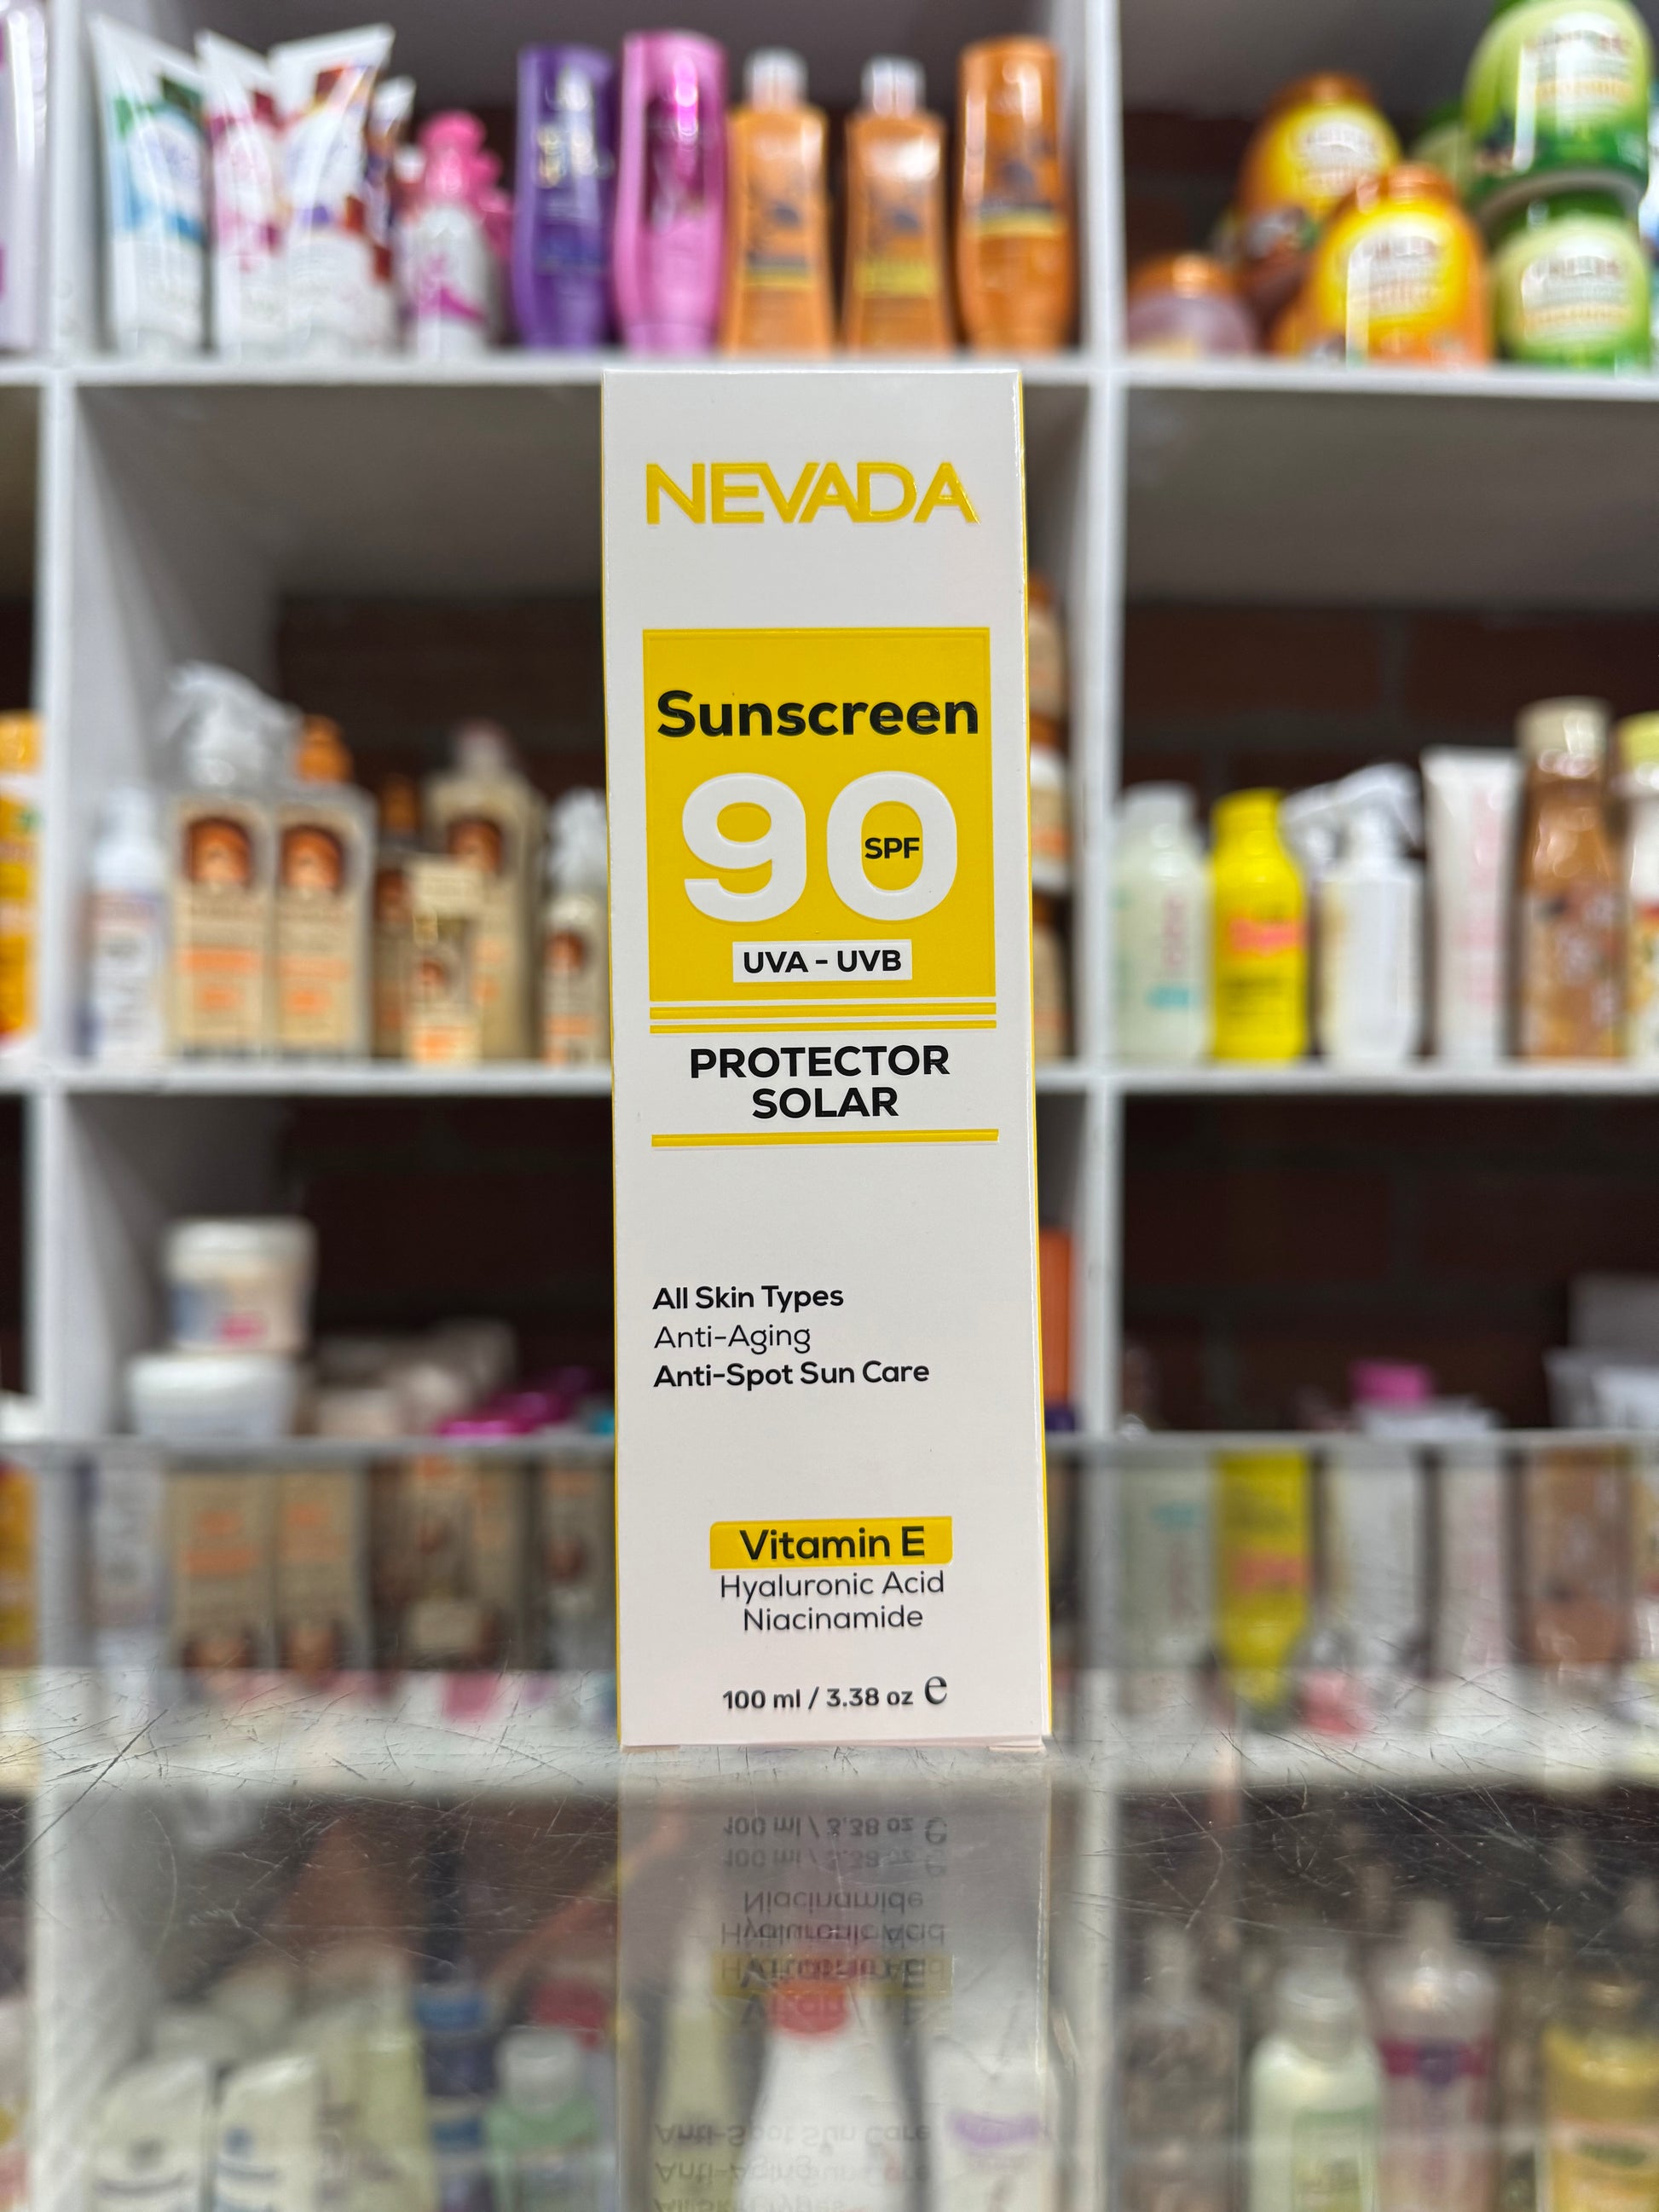 NEVADA
Sunscreen
90
SPF
UVA - UVB
PROTECTOR
SOLAR
All Skin Types
Anti-Aging
Anti-Spot Sun Care
Vitamin E
Hyaluronic Acid
Niacinamide
100 ml / 3.38 oz e